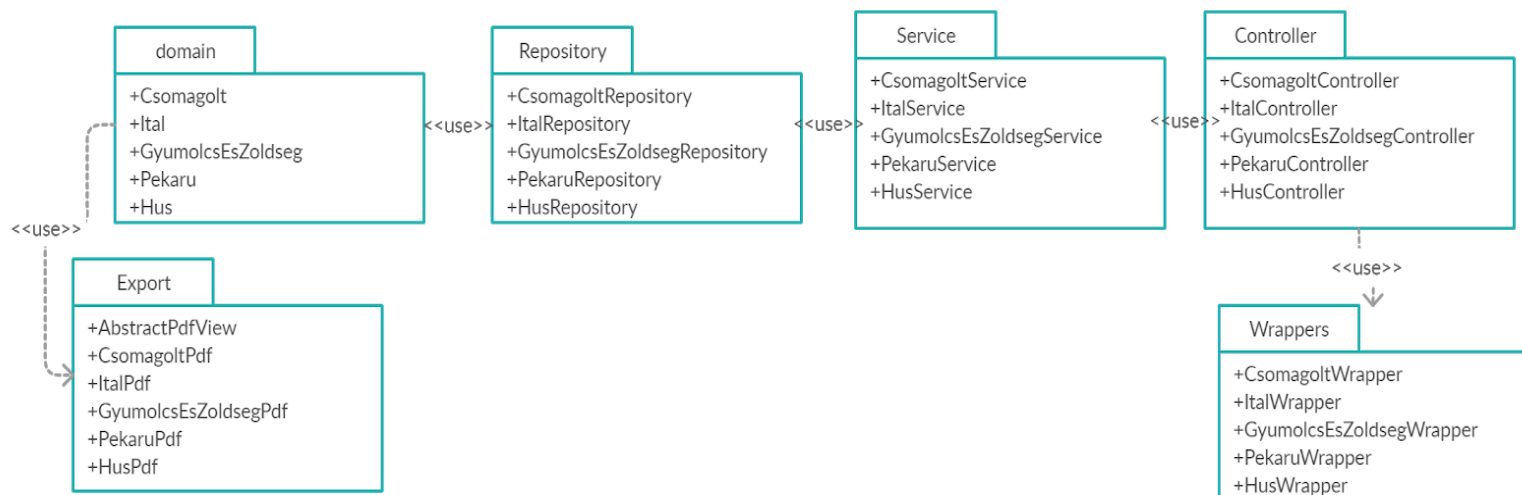 domain
+Csomagolt
+Ital
+GyumolcsEsZoldseg
+Pekaru
+Hus
<<use>>
Repository
+CsomagoltRepository
+ItalRepository
+GyumolcsEsZoldsegRepository
+PekaruRepository
+HusRepository
<<use>>
Service
+CsomagoltService
+ItalService
+GyumolcsEsZoldsegService
+PekaruService
+HusService
<<use>>
Controller
+CsomagoltController
+ItalController
+GyumolcsEsZoldsegController
+PekaruController
+HusController
<<use>>
<<use>>
Export
+AbstractPdfView
+CsomagoltPdf
+ItalPdf
+GyumolcsEsZoldsegPdf
+PekaruPdf
+HusPdf
Wrappers
+CsomagoltWrapper
+ItalWrapper
+GyumolcsEsZoldsegWrapper
+PekaruWrapper
+HusWrapper